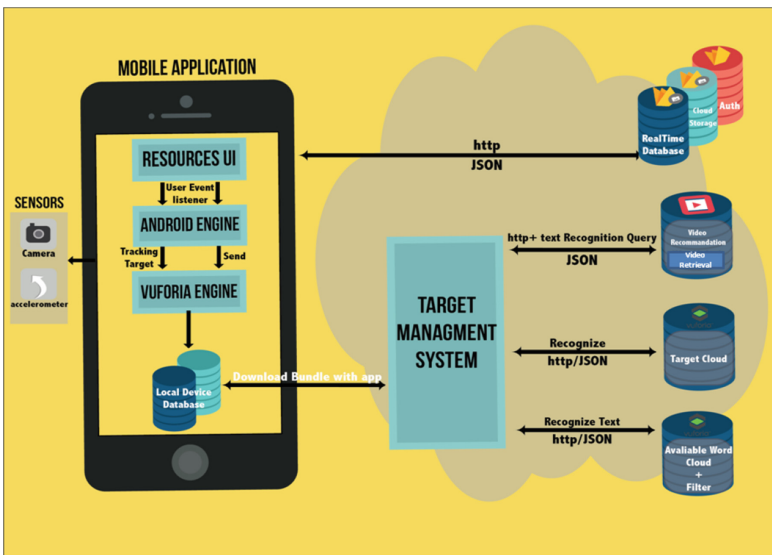 MOBILE APPLICATION
RESOURCES UI
User Event
listener
ANDROID ENGINE
Tracking
Target
Send
VUFORIA ENGINE
Local Device
Database
SENSORS
Camera
accelerometer
Download Bundle with app
TARGET
MANAGMENT
SYSTEM
http
JSON
Auth
Cloud
Storage
RealTime
Database
http+ text Recognition Query
JSON
Video
Recommandation
Video
Retrieval
Recognize
http/JSON
Target Cloud
Recognize Text
http/JSON
Avaliable Word
Cloud
+
Filter